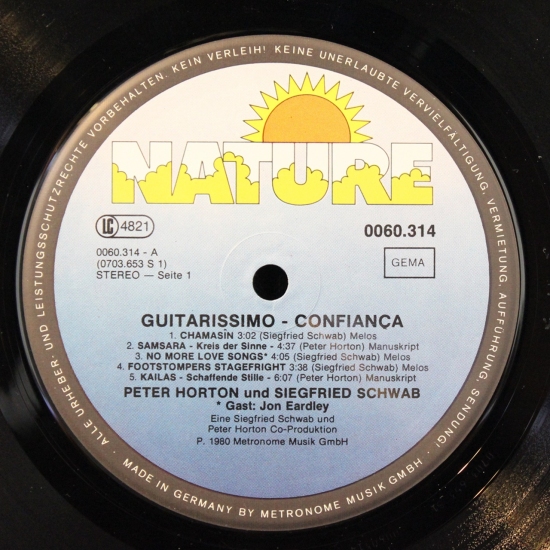 ALLE URHEBER- UND LEISTUNGSSCHUTZRECHTE VORBEHALTEN. KEIN VERLEIH! KEINE UNERLAUBTE VERVIELFÄLTIGUNG, VERMIETUNG, AUFFÜHRUNG, SENDUNG!
NATURE
LC 4821
0060.314
0060.314 - A
(0703.653 S 1)
STEREO — Seite 1
GEMA
GUITARISSIMO - CONFIANÇA
1. CHAMASÍN 3:02 (Siegfried Schwab) Melos
2. SAMSARA - Kreis der Sinne - 4:37 (Peter Horton) Manuskript
3. NO MORE LOVE SONGS* 4:05 (Siegfried Schwab) Melos
4. FOOTSTOMPERS STAGEFRIGHT 3:38 (Siegfried Schwab) Melos
5. KAILAS - Schaffende Stille - 6:07 (Peter Horton) Manuskript
PETER HORTON und SIEGFRIED SCHWAB
* Gast: Jon Eardley
Eine Siegfried Schwab und
Peter Horton Co-Produktion
P. 1980 Metronome Musik GmbH
MADE IN GERMANY BY METRONOME MUSIK GMBH